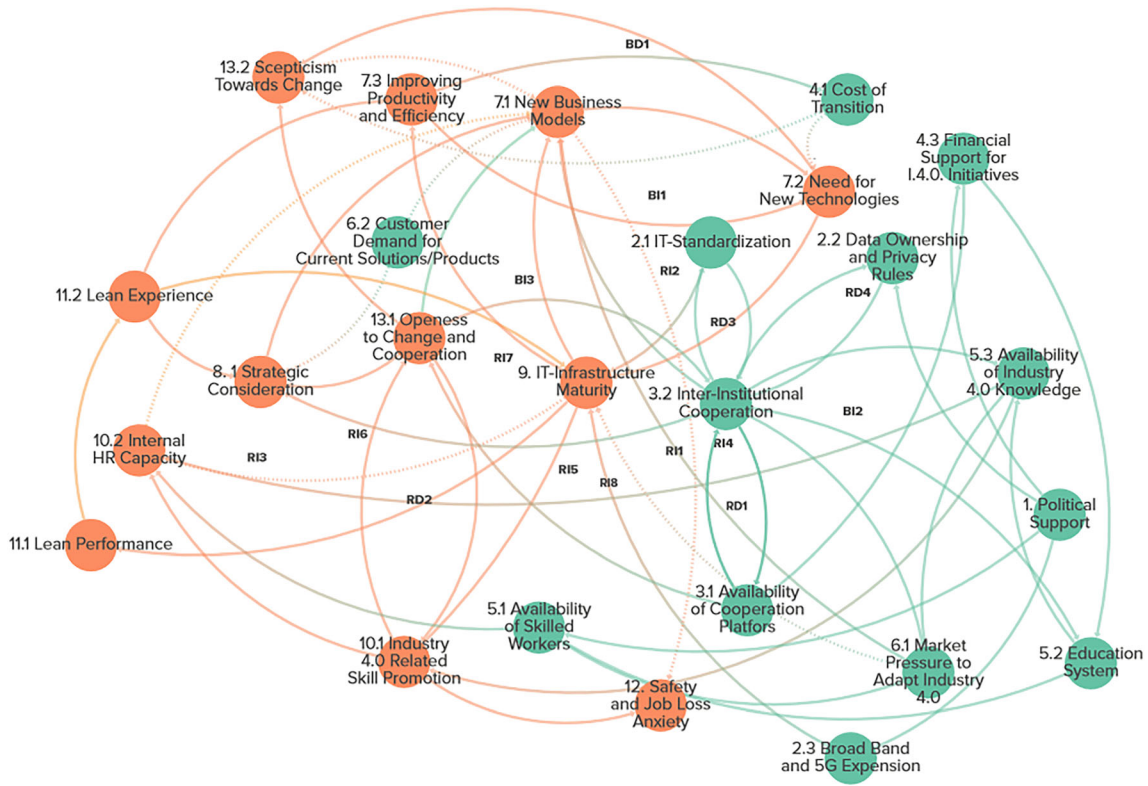 BD1
13.2 Scepticism
Towards Change
7.3 Improving
Productivity
and Efficiency
7.1 New Business
Models
4.1 Cost of
Transition
4.3 Financial
Support for
I.4.0. Initiatives
7.2 Need for
New Technologies
BI1
6.2 Customer
Demand for
Current Solutions/Products
2.1 IT-Standardization
2.2 Data Ownership
and Privacy
Rules
BI3
RI2
RD4
11.2 Lean Experience
13.1 Openess
to Change and
Cooperation
RD3
RI7
8. 1 Strategic
Consideration
9. IT-Infrastructure
Maturity
3.2 Inter-Institutional
Cooperation
5.3 Availability
of Industry
4.0 Knowledge
BI2
10.2 Internal
HR Capacity
RI3
RI6
RI1
RI4
RI5
RI8
RD2
RD1
11.1 Lean Performance
1. Political
Support
5.1 Availability
of Skilled
Workers
3.1 Availability
of Cooperation
Platfors
10.1 Industry
4.0 Related
Skill Promotion
12. Safety
and Job Loss
Anxiety
6.1 Market
Pressure to
Adapt Industry
4.0
5.2 Education
System
2.3 Broad Band
and 5G Expension